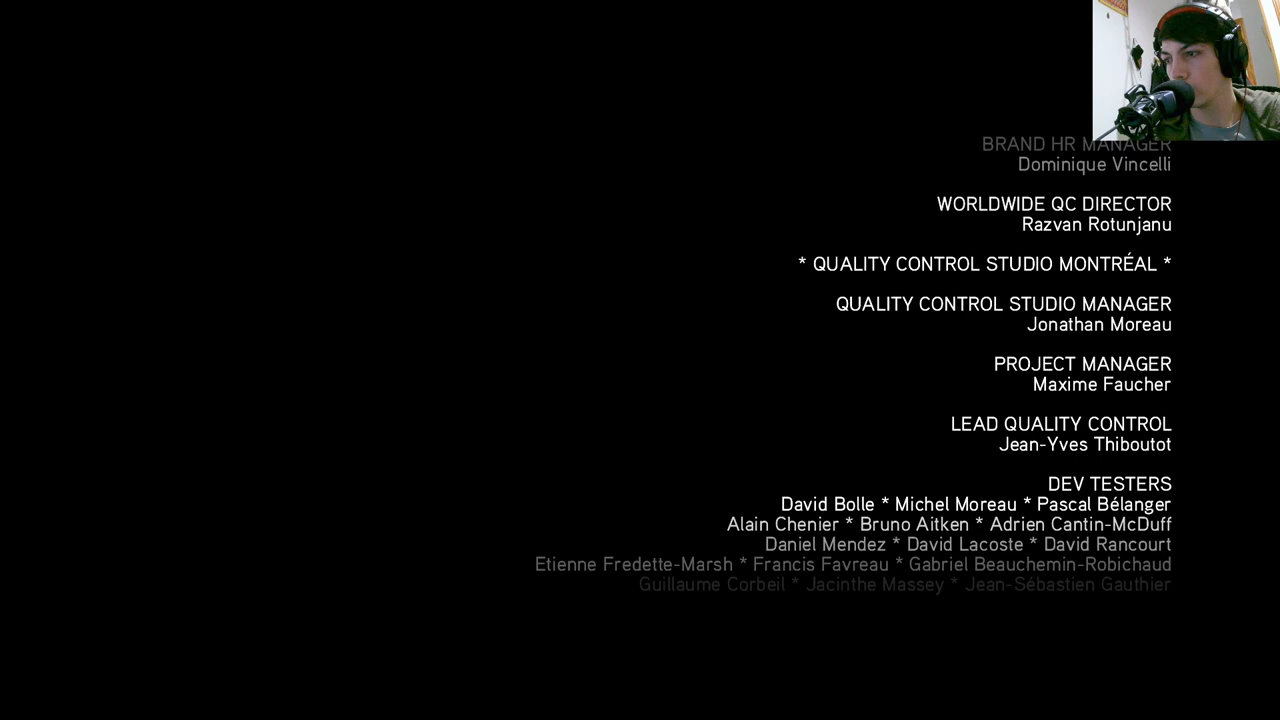 BRAND HR MANAGER
Dominique Vincelli
WORLDWIDE QC DIRECTOR
Razvan Rotunjanu
* QUALITY CONTROL STUDIO MONTRÉAL *
QUALITY CONTROL STUDIO MANAGER
Jonathan Moreau
PROJECT MANAGER
Maxime Faucher
LEAD QUALITY CONTROL
Jean-Yves Thiboutot
DEV TESTERS
David Bolle * Michel Moreau * Pascal Bélanger
Alain Chenier * Bruno Aitken * Adrien Cantin-McDuff
Daniel Mendez * David Lacoste * David Rancourt
Etienne Fredette-Marsh * Francis Favreau * Gabriel Beauchemin-Robichaud
Guillaume Corbeil * Jacinthe Massey * Jean-Sébastien Gauthier